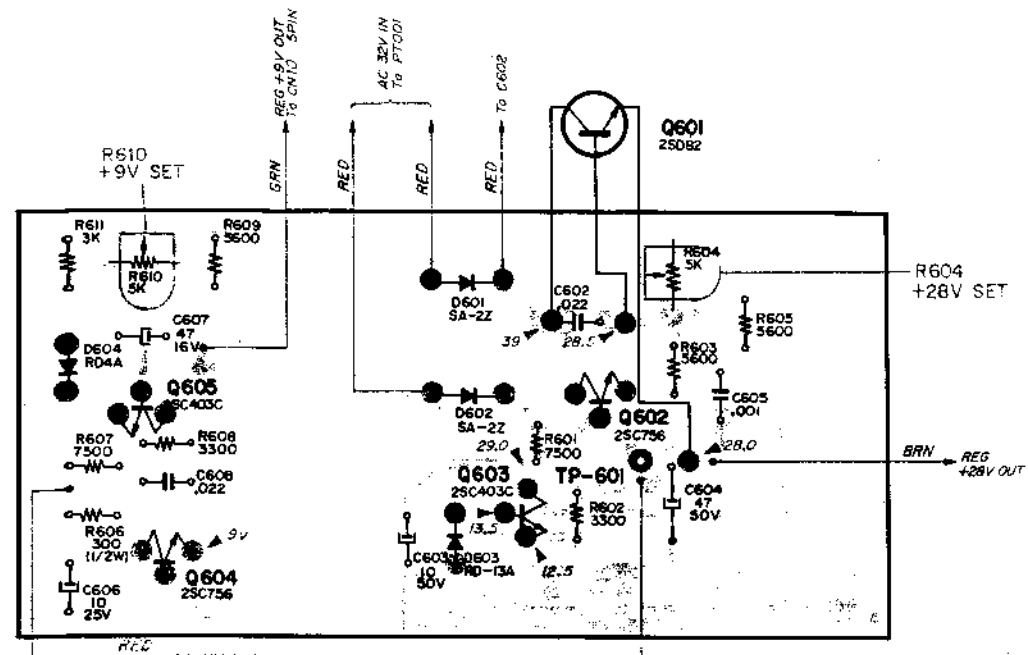 REG +9V OUT
To CN10 5PIN
AC 32V IN
To PT001
To C602
GRN
RED
RED
RED
Q601
2SD82
R610
+9V SET
R611
3K
R610
5K
R609
5600
D601
SA-2Z
C602
.022
39
28.5
R604
5K
R604
+28V SET
R605
5600
R603
5600
C607
47
16V
D604
RD4A
Q605
2SC403C
D602
SA-2Z
Q602
2SC756
C605
.001
R607
7500
R608
3300
C608
.022
29.0
R601
7500
28.0
BRN
REG
+28V OUT
Q603
2SC403C
TP-601
C604
47
50V
13.5
R602
3300
R606
300
(1/2W)
9V
Q604
2SC756
C603
10
50V
D603
RD-13A
12.5
C606
10
25V
RED